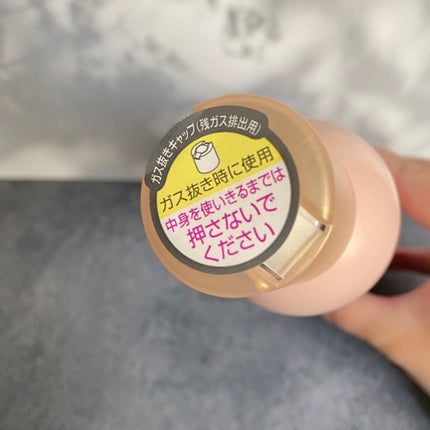 ガス抜きキャップ(残ガス排出用)
ガス抜き時に使用
中身を使いきるまでは
押さないで
ください